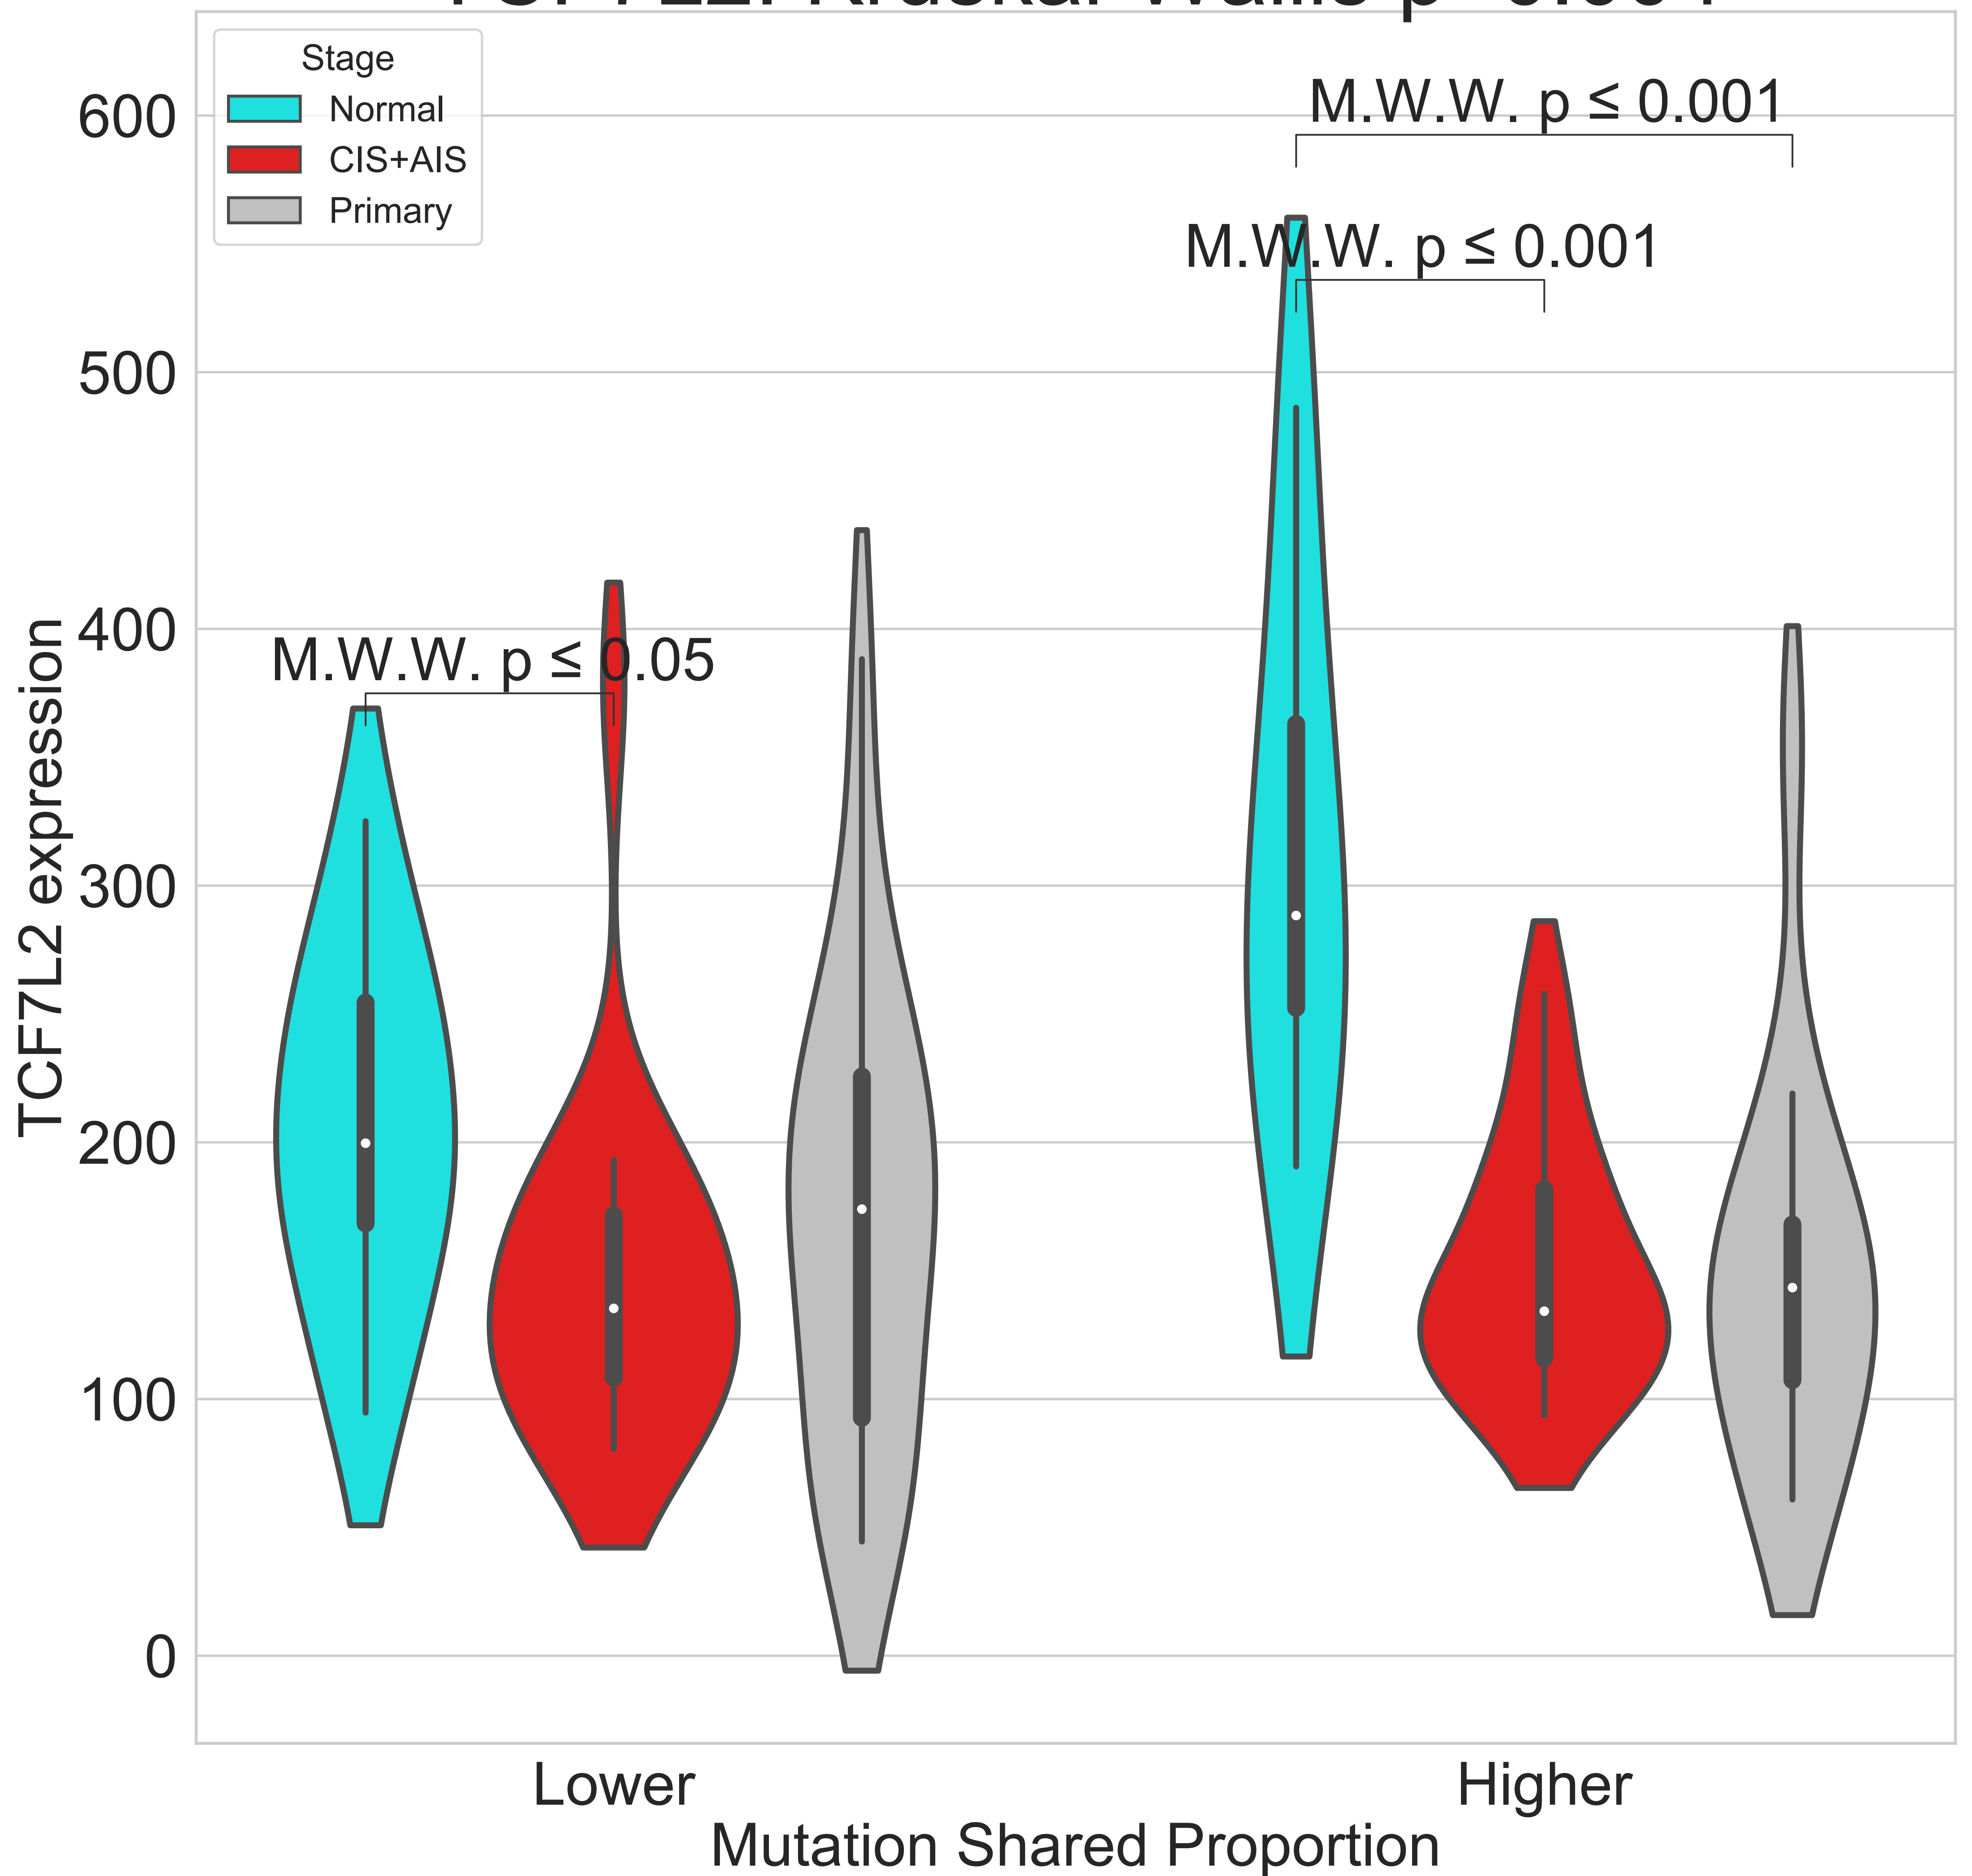 Stage
Normal
CIS+AIS
Primary
M.W.W. p ≤ 0.001
M.W.W. p ≤ 0.001
M.W.W. p ≤ 0.05
600
500
400
300
200
100
0
TCF7L2 expression
Lower
Higher
Mutation Shared Proportion